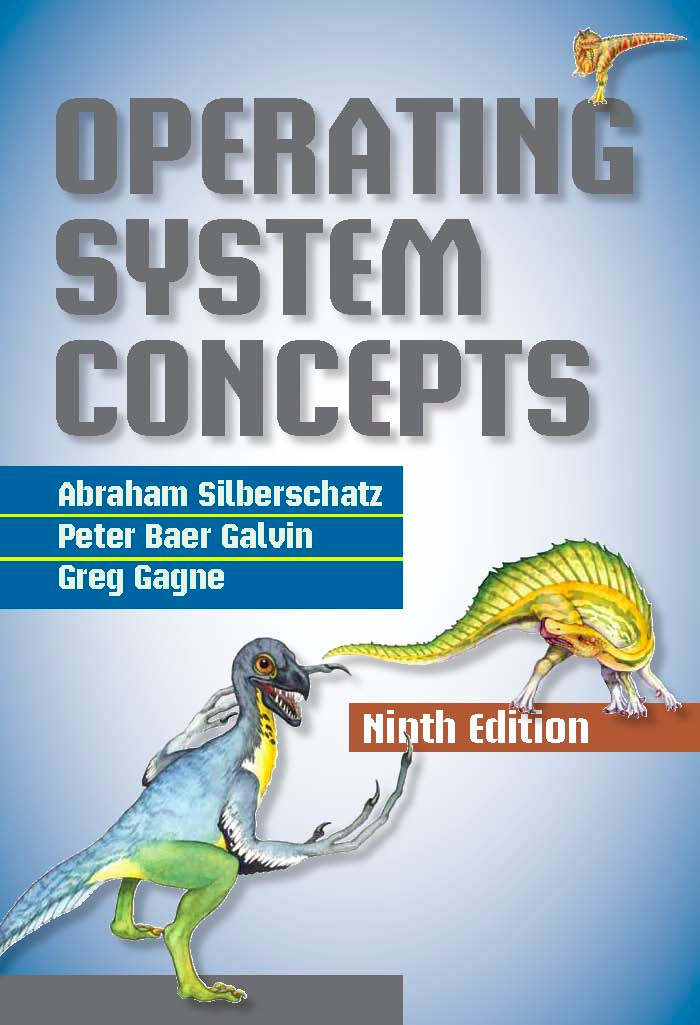 OPERATING
SYSTEM
CONCEPTS
Abraham Silberschatz
Peter Baer Galvin
Greg Gagne
Ninth Edition